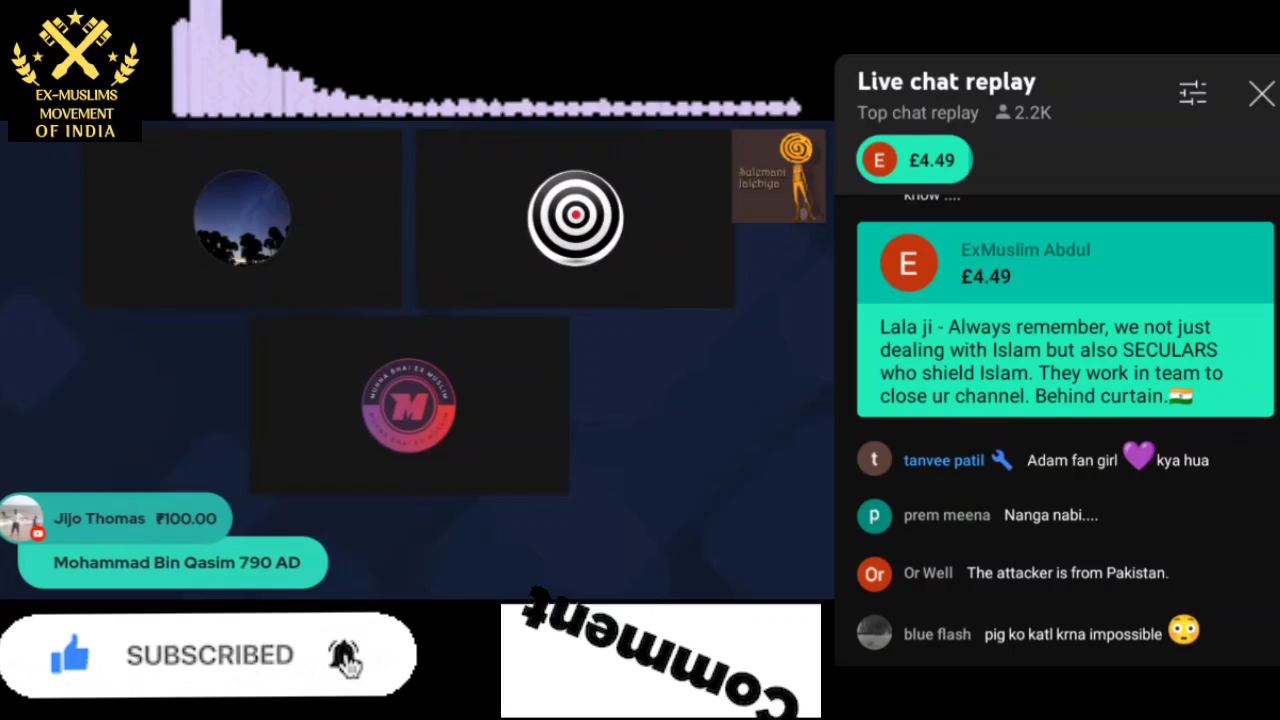 EX-MUSLIMS
MOVEMENT
OF INDIA
Sulemani
Jalebiya
MUNNA BHAI EX MUSLIM
M
Jijo Thomas ₹100.00
Mohammad Bin Qasim 790 AD
SUBSCRIBED
Comment
Live chat replay
Top chat replay 2.2K
E £4.49
know ....
E
ExMuslim Abdul
£4.49
Lala ji - Always remember, we not just
dealing with Islam but also SECULARS
who shield Islam. They work in team to
close ur channel. Behind curtain.🇮🇳
t tanvee patil Adam fan girl 💜 kya hua
p prem meena Nanga nabi....
Or Or Well The attacker is from Pakistan.
blue flash pig ko katl krna impossible 😳